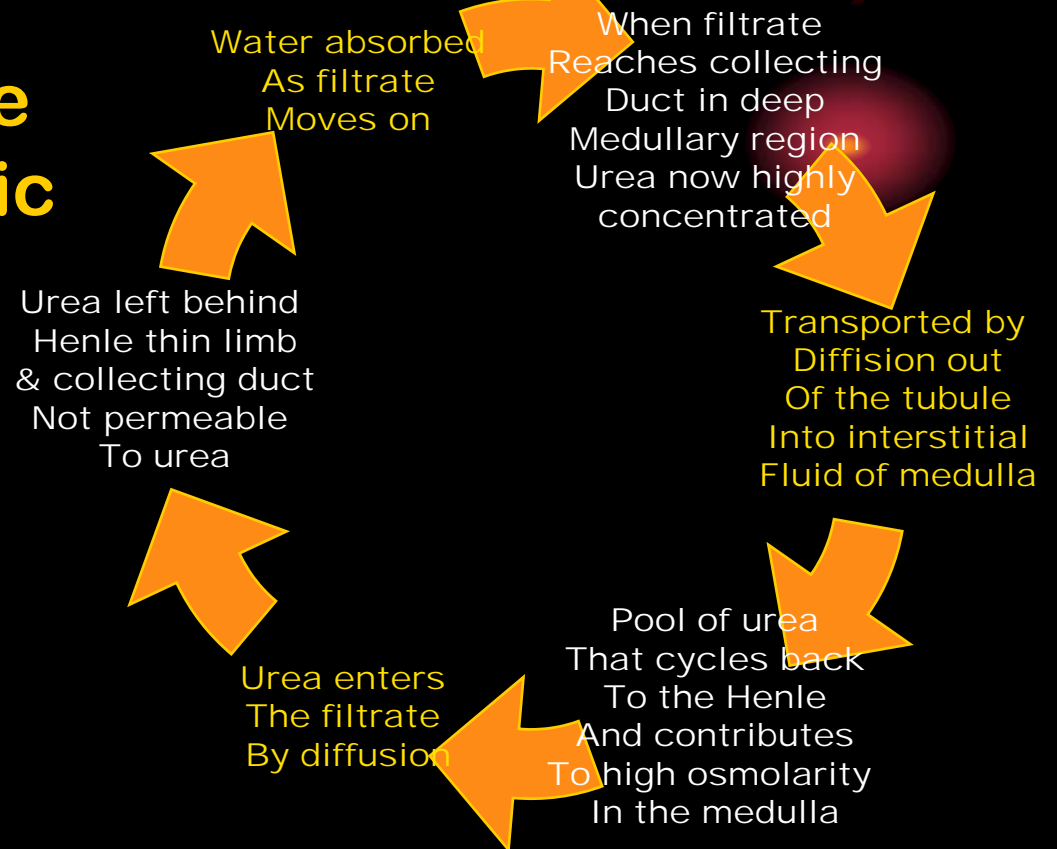 Water absorbed
As filtrate
Moves on
When filtrate
Reaches collecting
Duct in deep
Medullary region
Urea now highly
concentrated
Transported by
Diffision out
Of the tubule
Into interstitial
Fluid of medulla
Pool of urea
That cycles back
To the Henle
And contributes
To high osmolarity
In the medulla
Urea enters
The filtrate
By diffusion
Urea left behind
Henle thin limb
& collecting duct
Not permeable
To urea